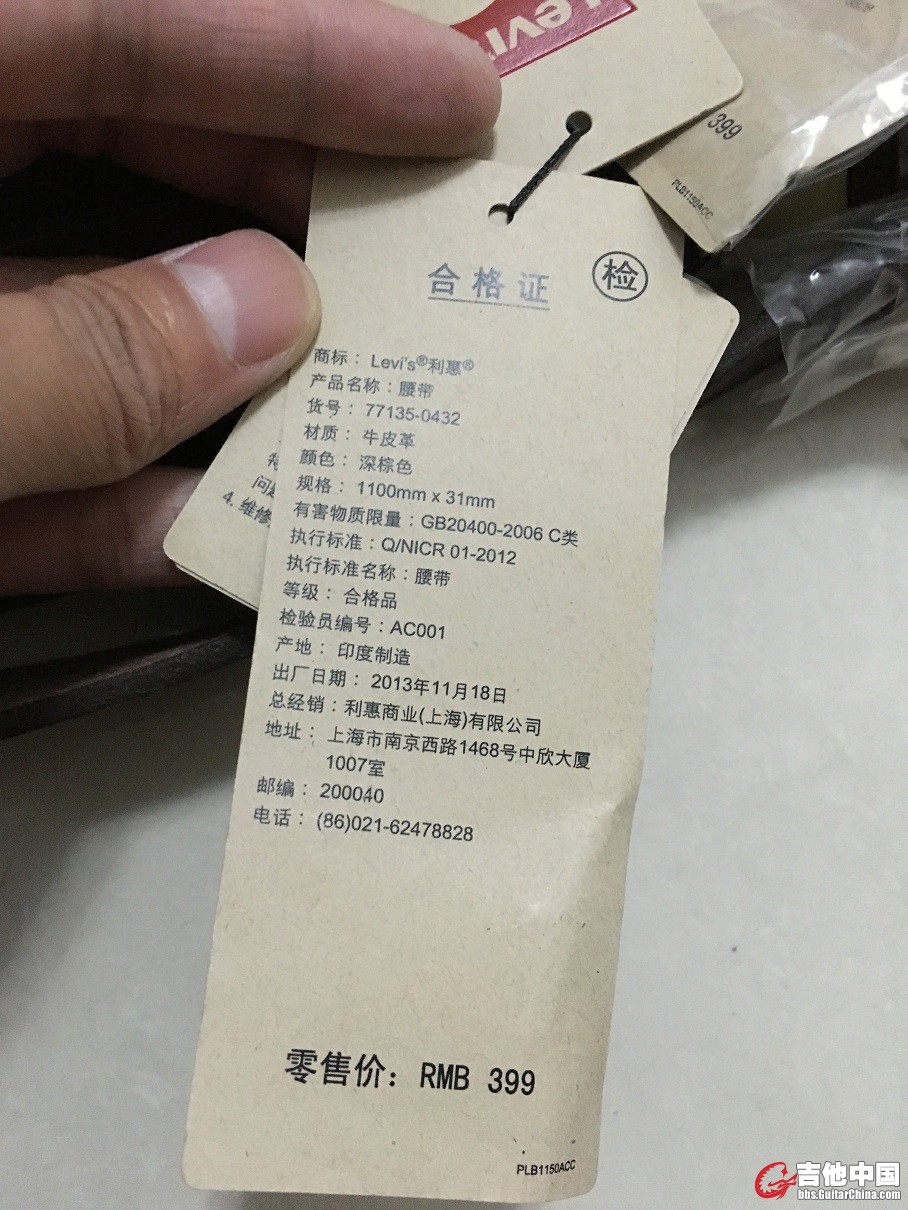 Levi's
399
PLB1150ACC
合格证
检
商标： Levi's®利惠®
产品名称：腰带
货号： 77135-0432
材质： 牛皮革
颜色： 深棕色
规格： 1100mm x 31mm
有害物质限量：GB20400-2006 C类
执行标准：Q/NICR 01-2012
执行标准名称：腰带
等级： 合格品
检验员编号：AC001
产地： 印度制造
出厂日期： 2013年11月18日
总经销：利惠商业(上海)有限公司
地址： 上海市南京西路1468号中欣大厦
1007室
邮编： 200040
电话： (86)021-62478828
问
4. 维修
零售价： RMB 399
PLB1150ACC
吉他中国
bbs.GuitarChina.com